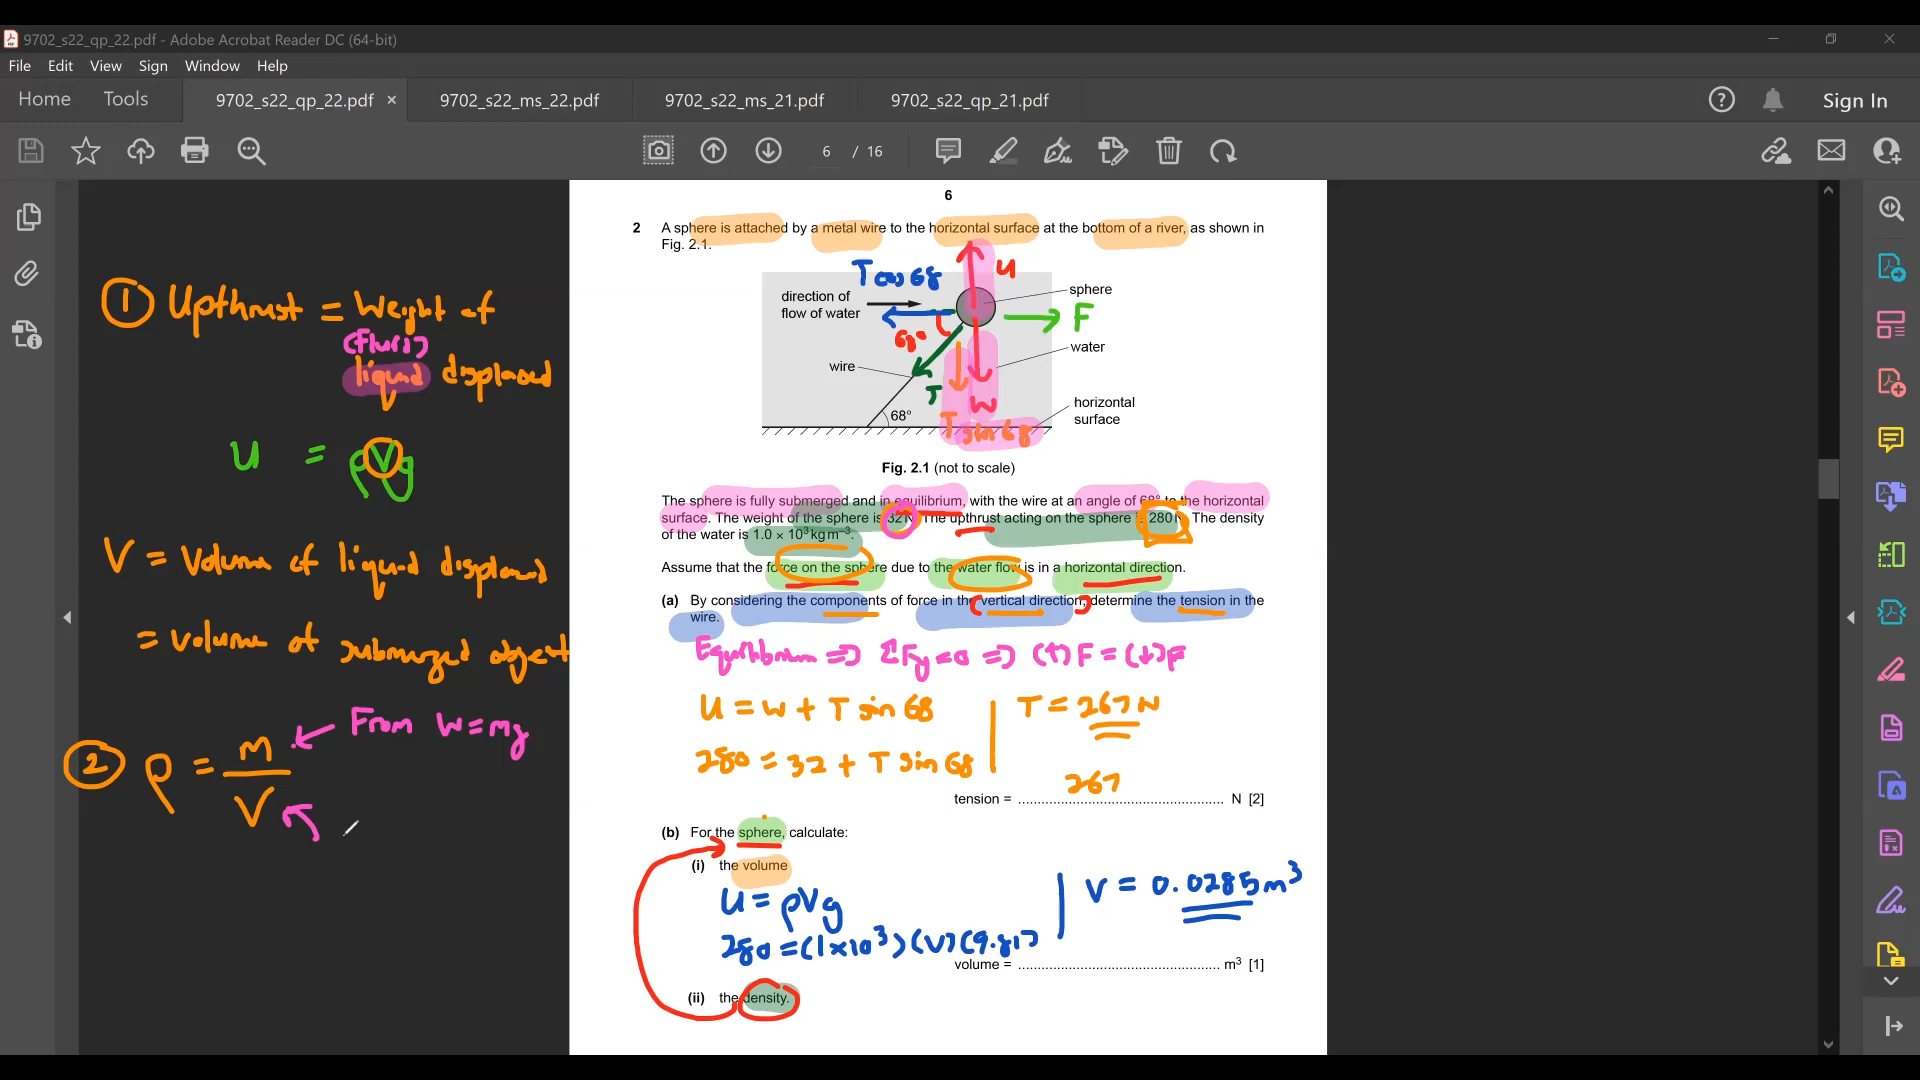 9702_s22_qp_22.pdf - Adobe Acrobat Reader DC (64-bit)
File Edit View Sign Window Help
Home Tools 9702_s22_qp_22.pdf × 9702_s22_ms_22.pdf 9702_s22_ms_21.pdf 9702_s22_qp_21.pdf Sign In
6 / 16
6
2 A sphere is attached by a metal wire to the horizontal surface at the bottom of a river, as shown in
Fig. 2.1.
T cos 68 U
direction of
flow of water
sphere
F
68°
water
wire
T
W
68°
T sin 68
horizontal
surface
Fig. 2.1 (not to scale)
The sphere is fully submerged and in equilibrium, with the wire at an angle of 68° to the horizontal
surface. The weight of the sphere is 32N. The upthrust acting on the sphere is 280N. The density
of the water is 1.0 × 10³ kg m⁻³.
Assume that the force on the sphere due to the water flow is in a horizontal direction.
(a) By considering the components of force in the vertical direction, determine the tension in the
wire.
Equilibrium => ΣFy=0 => (↑)F = (↓)F
U = W + T sin 68
280 = 32 + T sin 68
T = 267 N
267
tension = ..................................................... N [2]
(b) For the sphere, calculate:
(i) the volume
U = ρVg
280 = (1×10³)(V)(9.81)
V = 0.0285 m³
volume = .................................................... m³ [1]
(ii) the density.
① Upthrust = Weight of
(Fluid)
liquid displaced
U = ρVg
V = Volume of liquid displaced
= volume of submerged object
② ρ = m
V
← From W = mg